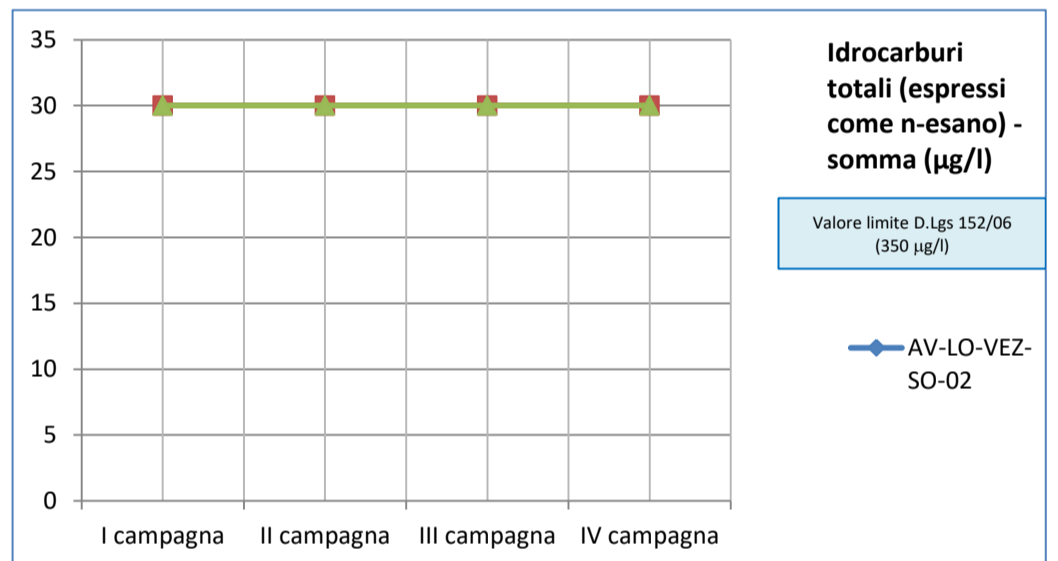 35
30
25
20
15
10
5
0
I campagna II campagna III campagna IV campagna
Idrocarburi
totali (espressi
come n-esano) -
somma (µg/l)
Valore limite D.Lgs 152/06
(350 µg/l)
AV-LO-VEZ-
SO-02